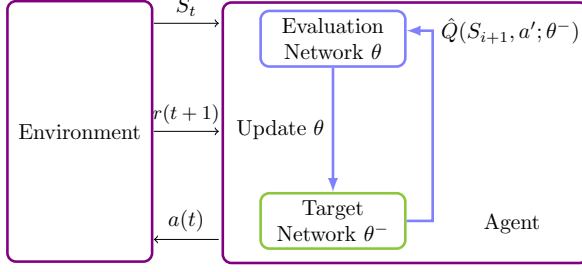 S_t
Evaluation
Network θ
Q̂(S_{i+1}, a′; θ⁻)
r(t + 1)
Environment
Update θ
Target
Network θ⁻
a(t)
Agent